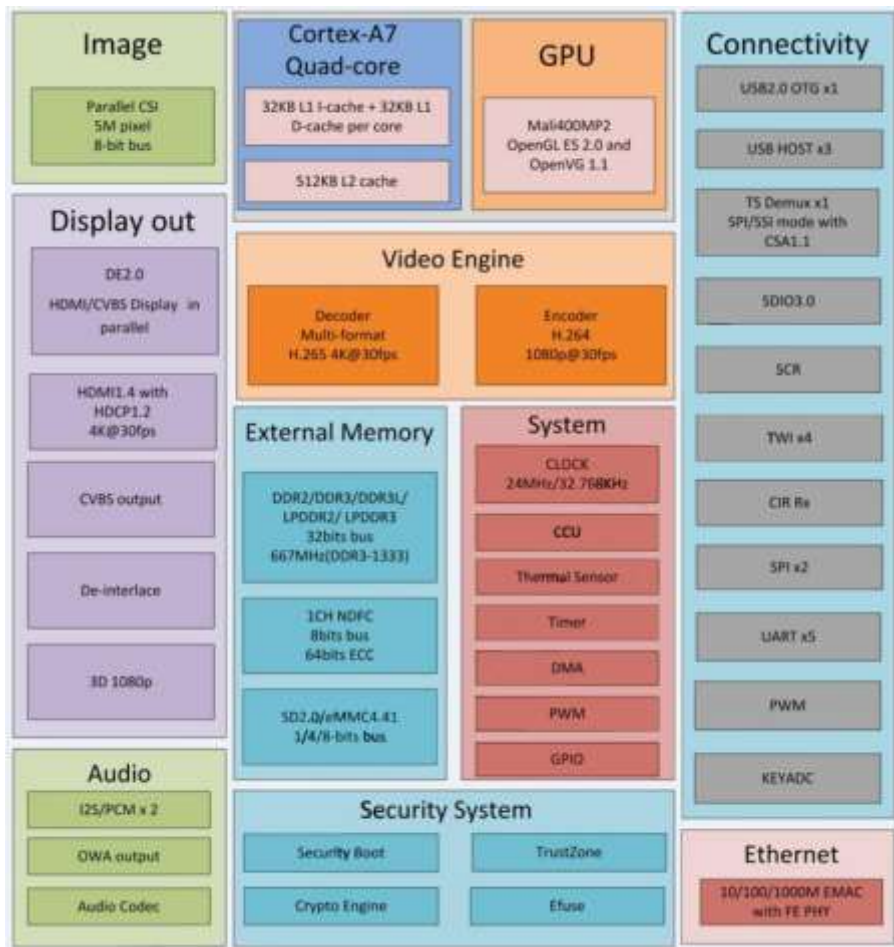 Image
Parallel CSI
5M pixel
8-bit bus
Display out
DE2.0
HDMI/CVBS Display in
parallel
HDMI1.4 with
HDCP1.2
4K@30fps
CVBS output
De-interlace
3D 1080p
Audio
I2S/PCM x 2
OWA output
Audio Codec
Cortex-A7
Quad-core
32KB L1 I-cache + 32KB L1
D-cache per core
512KB L2 cache
GPU
Mali400MP2
OpenGL ES 2.0 and
OpenVG 1.1
Video Engine
Decoder
Multi-format
H.265 4K@30fps
Encoder
H.264
1080p@30fps
External Memory
DDR2/DDR3/DDR3L/
LPDDR2/ LPDDR3
32bits bus
667MHz(DDR3-1333)
1CH NDFC
8bits bus
64bits ECC
SD2.0/eMMC4.41
1/4/8-bits bus
System
CLOCK
24MHz/32.768KHz
CCU
Thermal Sensor
Timer
DMA
PWM
GPIO
Security System
Security Boot
TrustZone
Crypto Engine
Efuse
Connectivity
USB2.0 OTG x1
USB HOST x3
TS Demux x1
SPI/SSI mode with
CSA1.1
SDIO3.0
SCR
TWI x4
CIR Rx
SPI x2
UART x5
PWM
KEYADC
Ethernet
10/100/1000M EMAC
with FE PHY